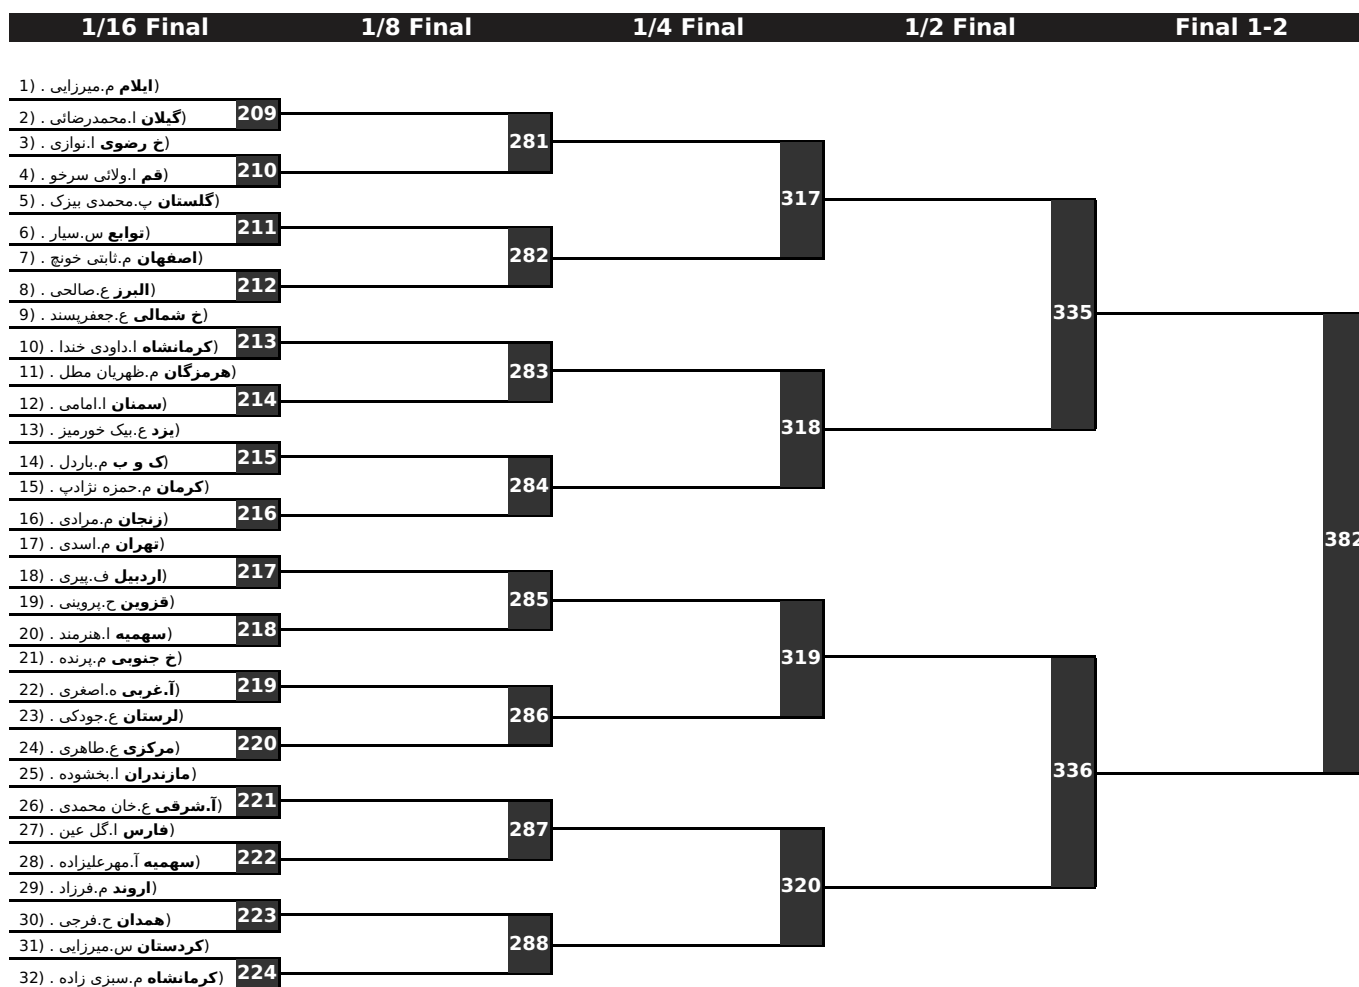 1/16 Final 1/8 Final 1/4 Final 1/2 Final Final 1-2
1) . م.میرزایی ایلام)
209
2) . ا.محمدرضائی گیلان)
281
3) . ا.نوازی خ رضوی)
210
4) . ا.ولائی سرخو قم)
317
5) . پ.محمدی بیزک گلستان)
211
6) . س.سیار توابع)
282
7) . م.ثابتی خونج اصفهان)
212
8) . ع.صالحی البرز)
335
9) . ع.جعفرپسند خ شمالی)
213
10) . ا.داودی خندا کرمانشاه)
283
11) . م.ظهریان مطل هرمزگان)
214
12) . ا.امامی سمنان)
318
13) . ع.بیک خورمیز یزد)
215
14) . م.باردل ک و ب)
284
15) . م.حمزه نژادپ کرمان)
216
16) . م.مرادی زنجان)
382
17) . م.اسدی تهران)
217
18) . ف.پیری اردبیل)
285
19) . ح.پروینی قزوین)
218
20) . ا.هنرمند سهمیه)
319
21) . م.پرنده خ جنوبی)
219
22) . ه.اصغری آ.غربی)
286
23) . ع.جودکی لرستان)
220
24) . ع.طاهری مرکزی)
336
25) . ا.بخشوده مازندران)
221
26) . ع.خان محمدی آ.شرقی)
287
27) . ا.گل عین فارس)
222
28) . آ.مهرعلیزاده سهمیه)
320
29) . م.فرزاد اروند)
223
30) . ح.فرجی همدان)
288
31) . س.میرزایی کردستان)
224
32) . م.سبزی زاده کرمانشاه)